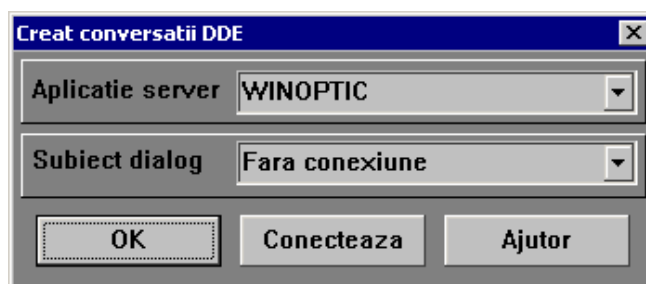 Creat conversatii DDE
Aplicatie server WINOPTIC
Subiect dialog Fara conexiune
OK Conecteaza Ajutor